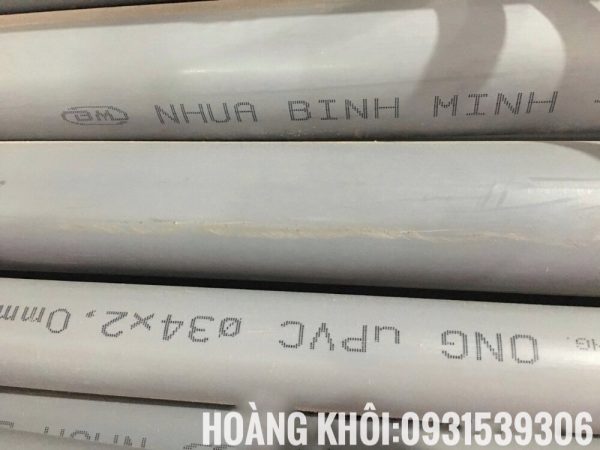 BM NHUA BINH MINH
ONG uPVC ø34x2,0mm
HOÀNG KHÔI:0931539306